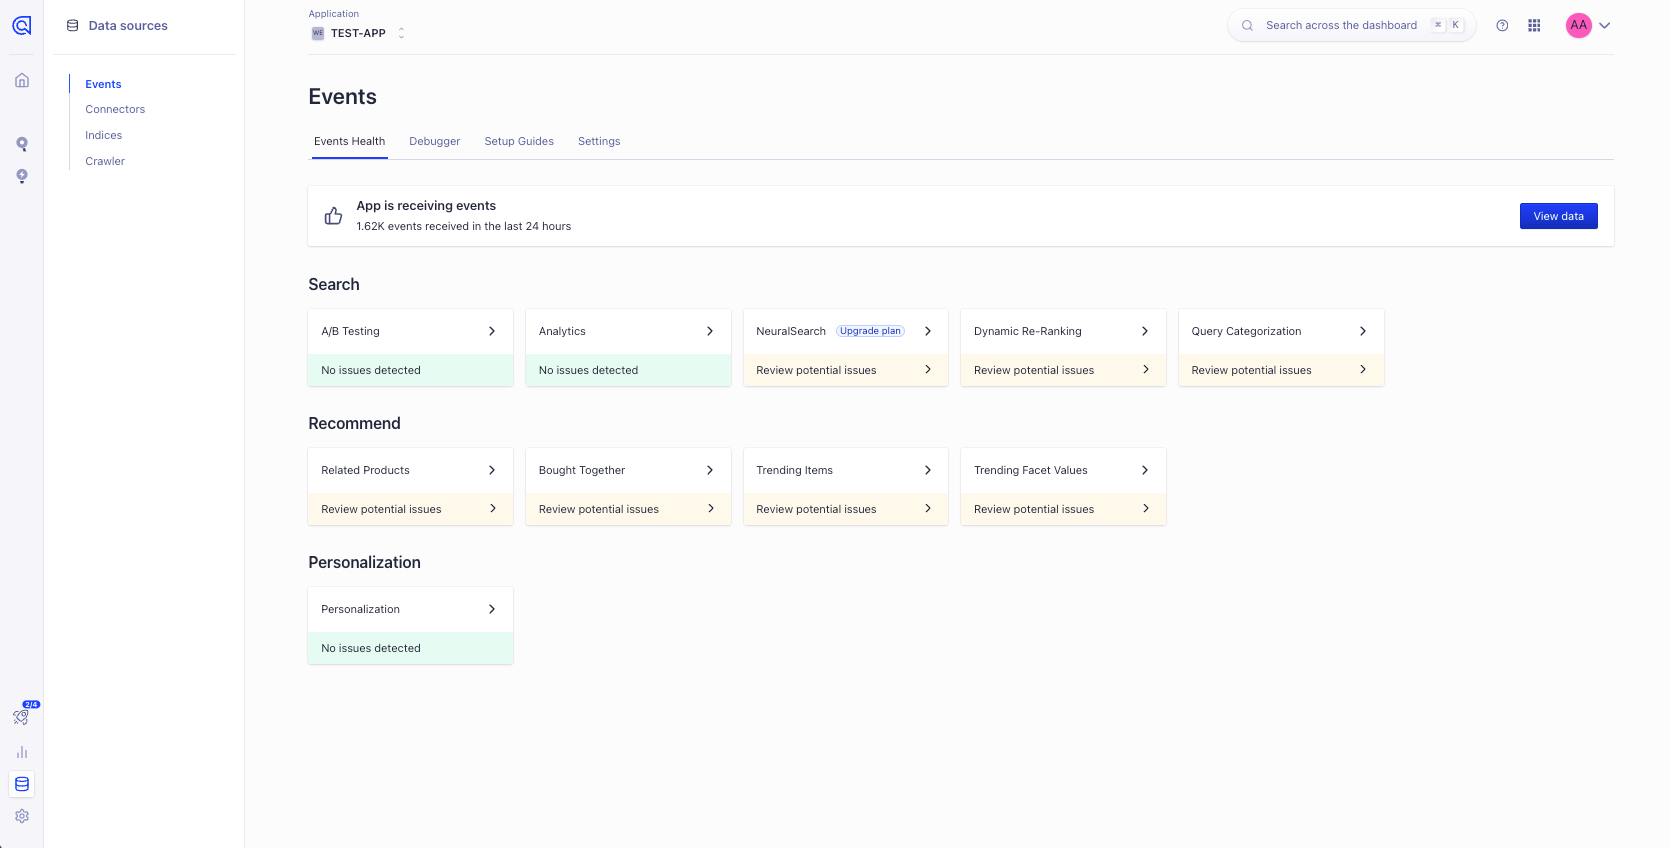 Data sources
Events
Connectors
Indices
Crawler
2/4
Application
WE TEST-APP
Search across the dashboard ⌘ K
AA
Events
Events Health Debugger Setup Guides Settings
App is receiving events
1.62K events received in the last 24 hours
View data
Search
A/B Testing
No issues detected
Analytics
No issues detected
NeuralSearch Upgrade plan
Review potential issues
Dynamic Re-Ranking
Review potential issues
Query Categorization
Review potential issues
Recommend
Related Products
Review potential issues
Bought Together
Review potential issues
Trending Items
Review potential issues
Trending Facet Values
Review potential issues
Personalization
Personalization
No issues detected